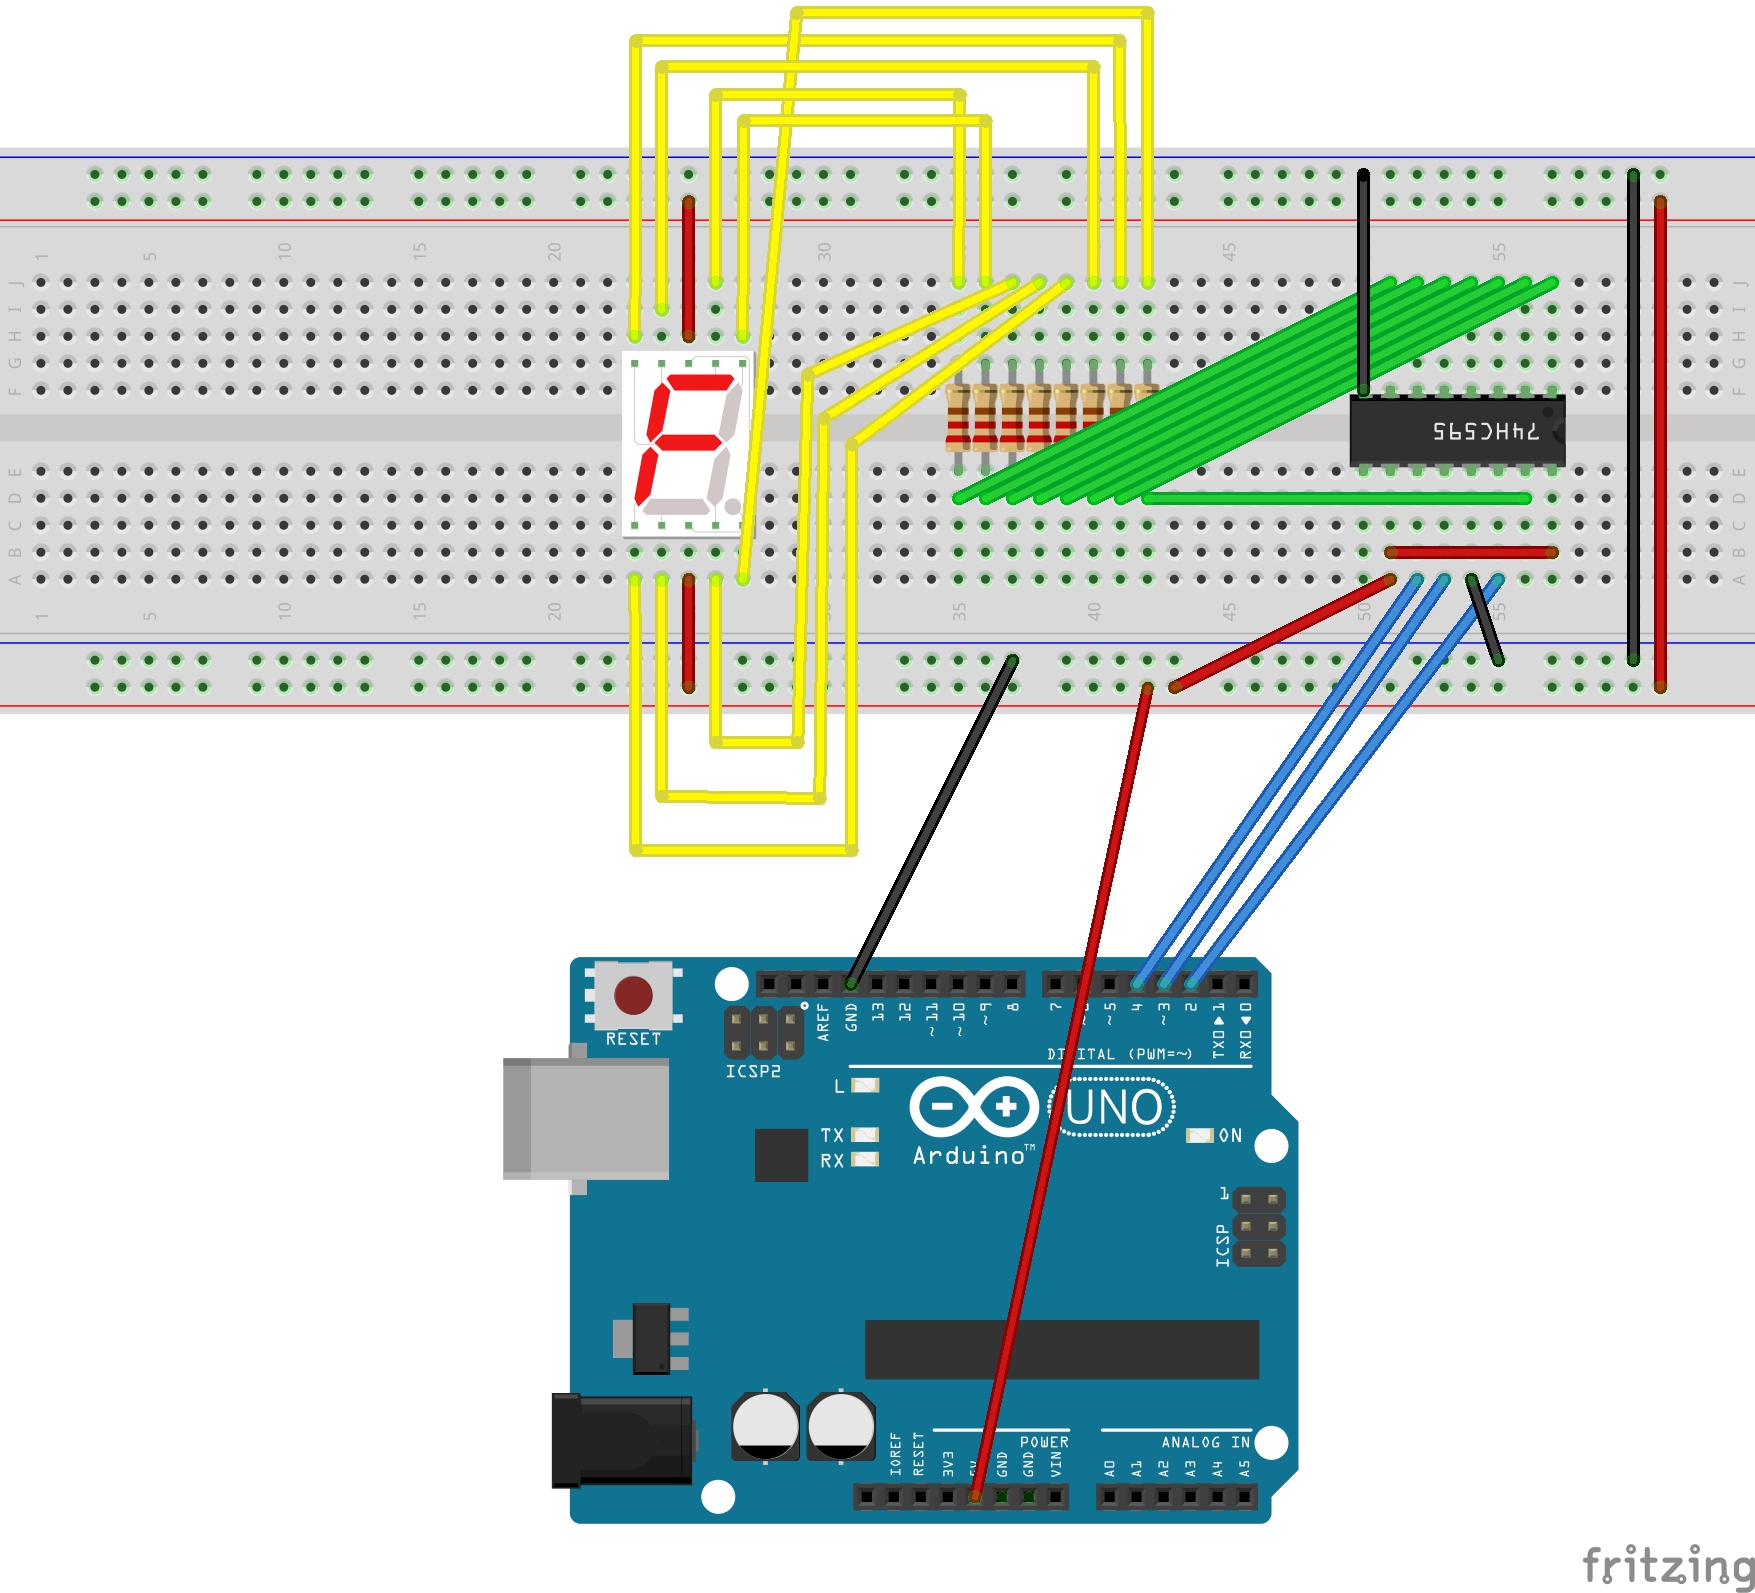 1 5 10 15 20 30 45 55
J J
I I
H H
G G
F F
74HC595
E E
D D
C C
B B
A A
1 5 10 15 20 35 40 45 50 55
RESET
ICSP2
AREF GND 13 12 ~11 ~10 ~9 8 7 ~5 4 ~3 2 TXD▶1 RXD◀0
DIGITAL (PWM=~)
L
TX
RX
UNO
Arduino™
ON
1
ICSP
POWER
ANALOG IN
IOREF RESET 3V3 5V GND GND VIN A0 A1 A2 A3 A4 A5
fritzing